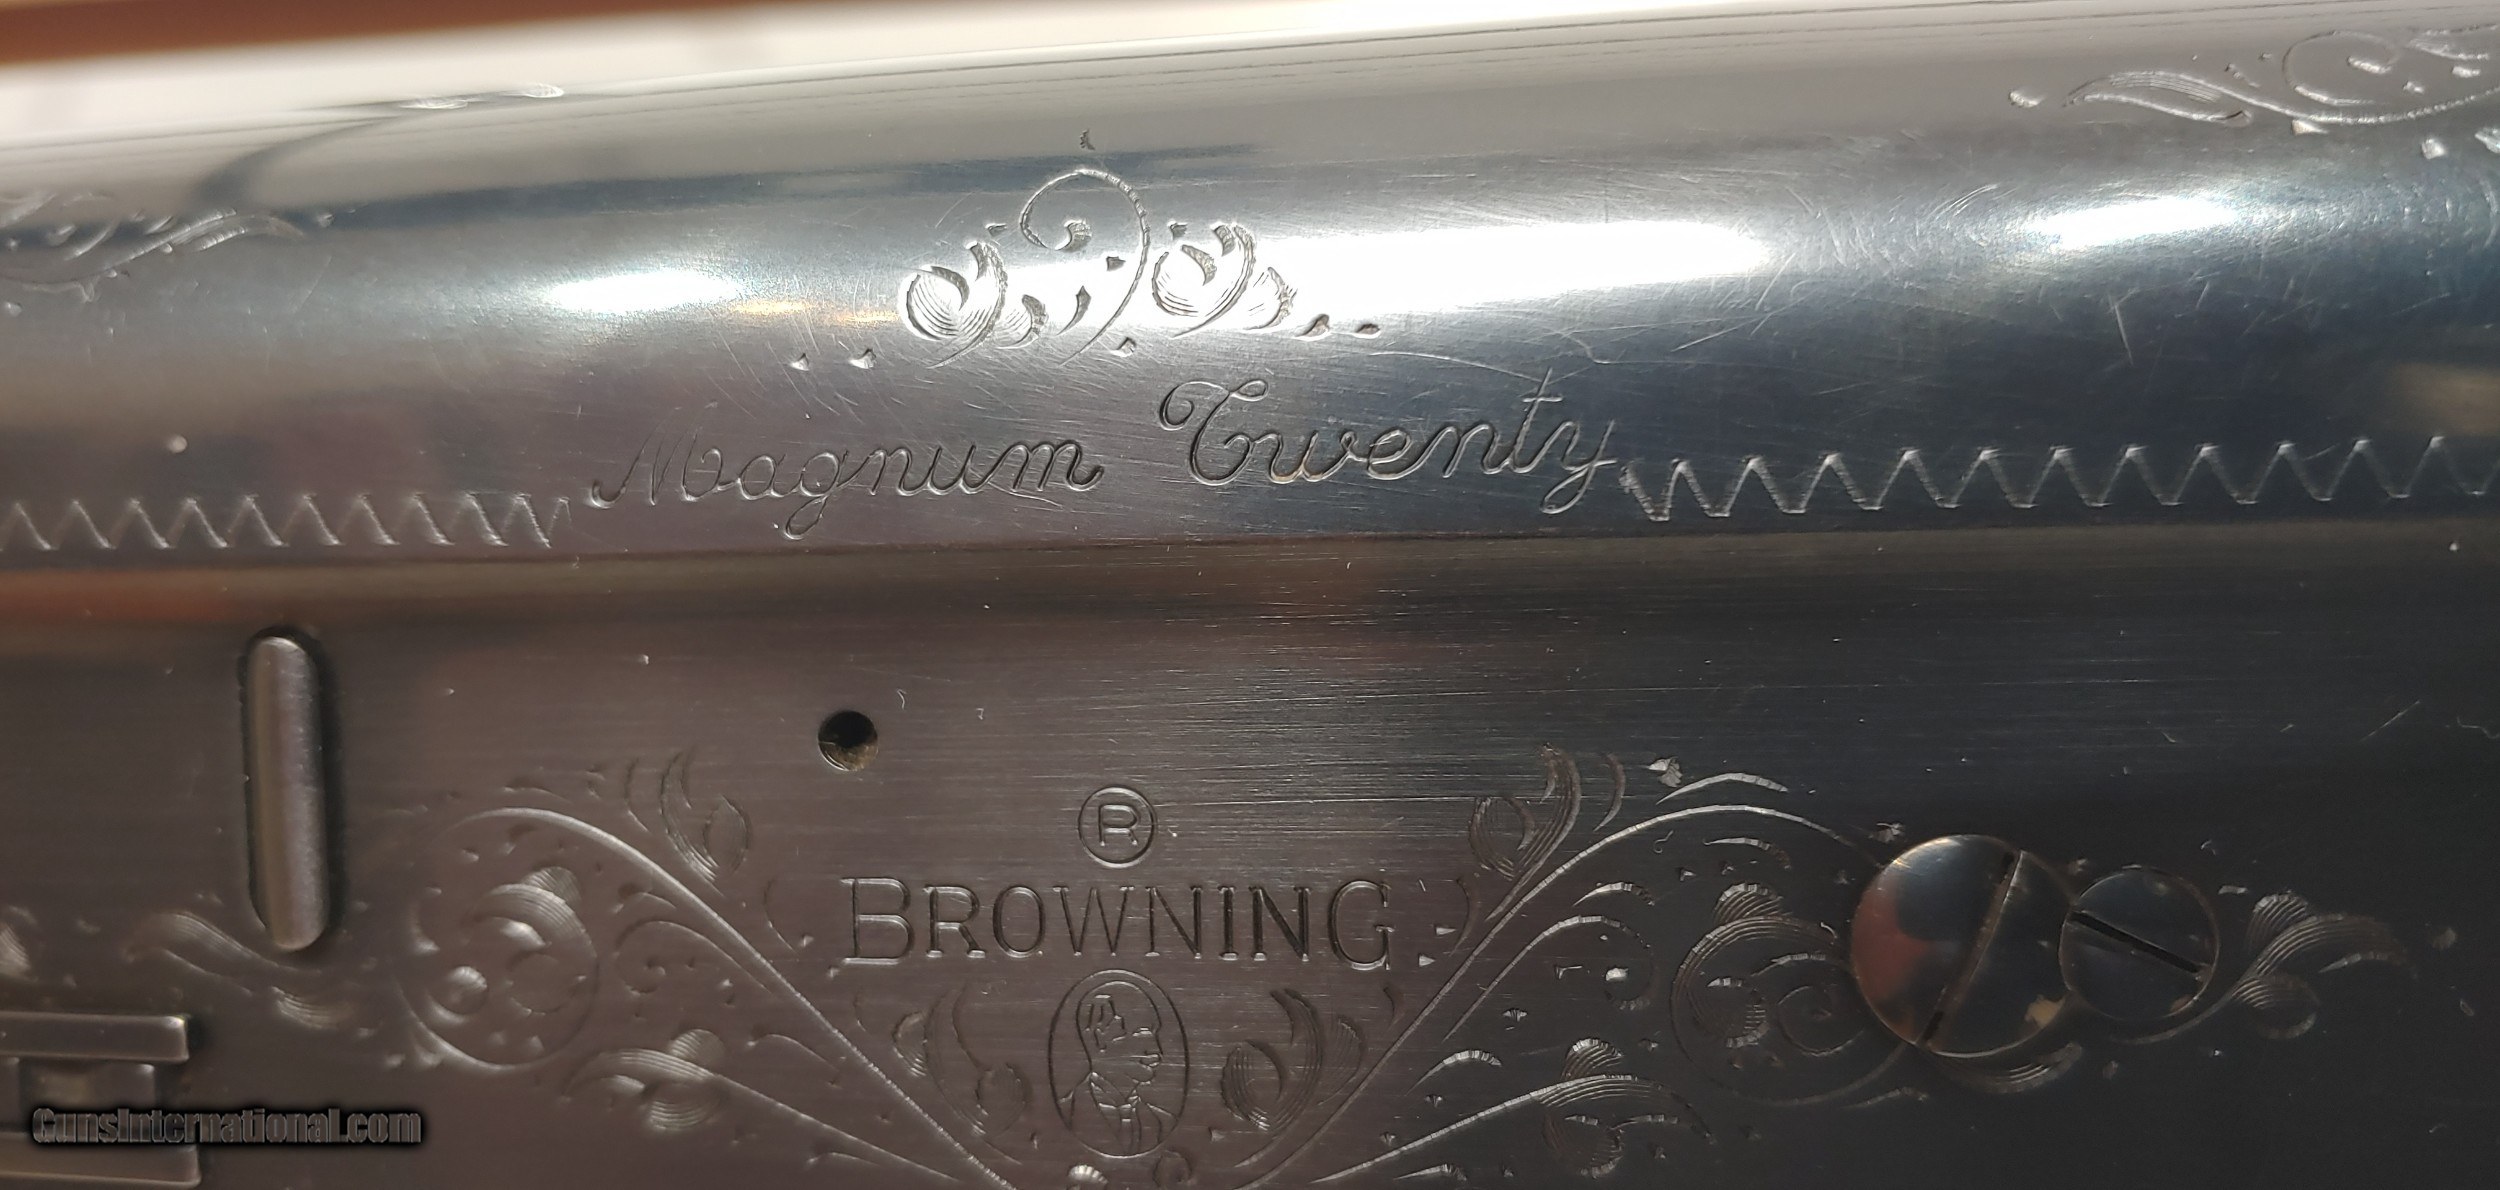 Magnum Twenty
®
BROWNING
GunsInternational.com